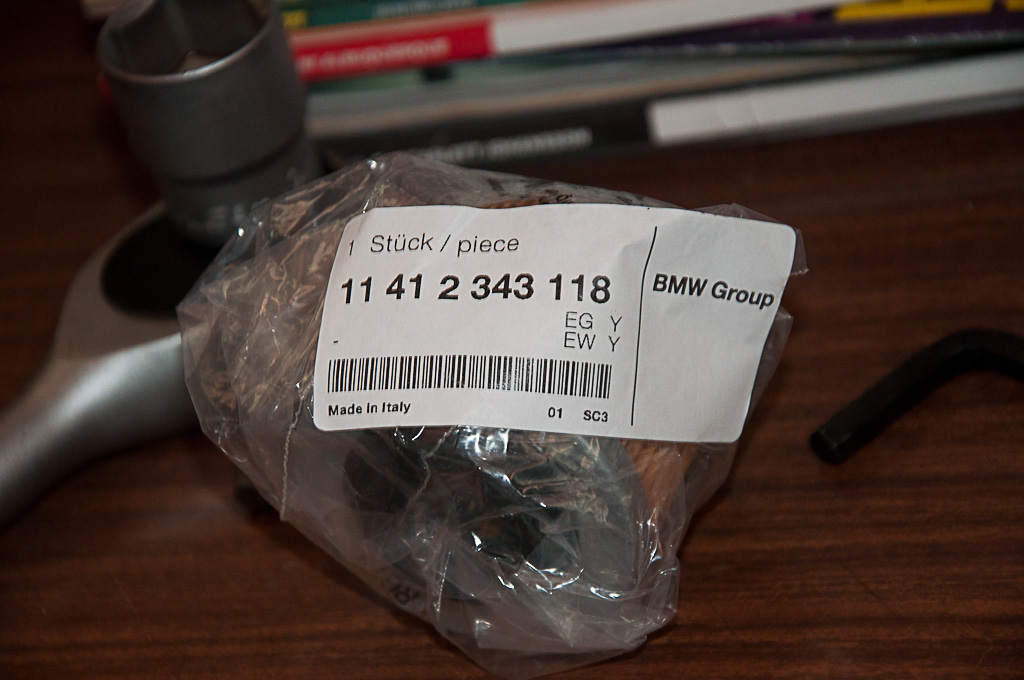 1 Stück / piece
11 41 2 343 118
BMW Group
EG Y
- EW Y
Made in Italy 01 SC3